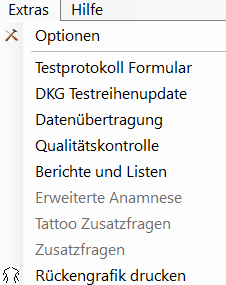 Extras Hilfe
Optionen
Testprotokoll Formular
DKG Testreihenupdate
Datenübertragung
Qualitätskontrolle
Berichte und Listen
Erweiterte Anamnese
Tattoo Zusatzfragen
Zusatzfragen
Rückengrafik drucken